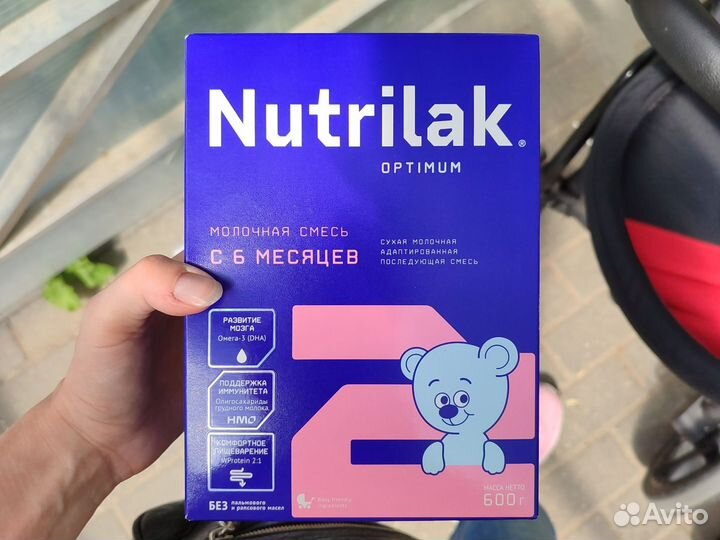 Nutrilak®
OPTIMUM
МОЛОЧНАЯ СМЕСЬ
С 6 МЕСЯЦЕВ
СУХАЯ МОЛОЧНАЯ
АДАПТИРОВАННАЯ
ПОСЛЕДУЮЩАЯ СМЕСЬ
РАЗВИТИЕ
МОЗГА
Омега-3 (DHA)
ПОДДЕРЖКА
ИММУНИТЕТА
Олигосахариды
грудного молока
HMO
КОМФОРТНОЕ
ПИЩЕВАРЕНИЕ
WProtein 2:1
БЕЗ пальмового
и рапсового масел
2
МАССА НЕТТО
600 г
Avito